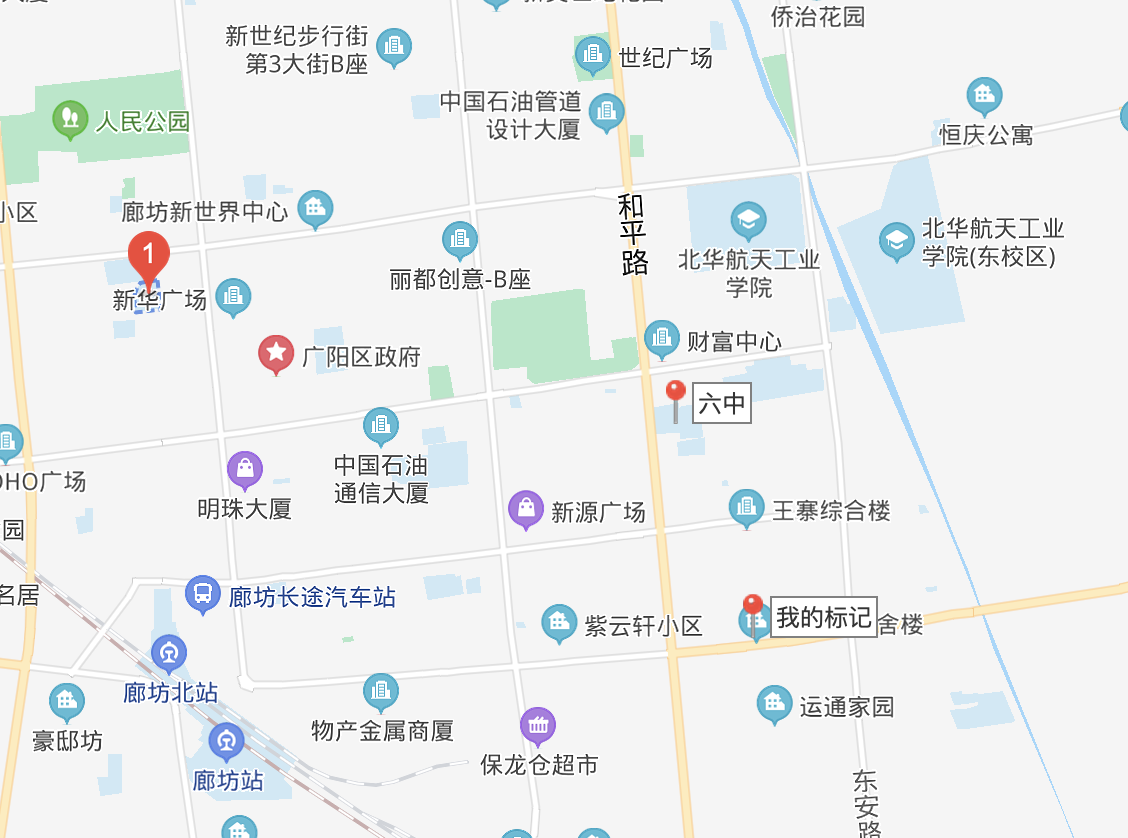 侨治花园
新世纪步行街
第3大街B座
世纪广场
中国石油管道
设计大厦
人民公园
恒庆公寓
小区
廊坊新世界中心
和平路
北华航天工业
学院(东校区)
北华航天工业
学院
丽都创意-B座
1
新华广场
财富中心
广阳区政府
六中
中国石油
通信大厦
OHO广场
明珠大厦
新源广场
王寨综合楼
园
名居
廊坊长途汽车站
紫云轩小区
我的标记
舍楼
廊坊北站
豪邸坊
物产金属商厦
运通家园
保龙仓超市
廊坊站
东安路